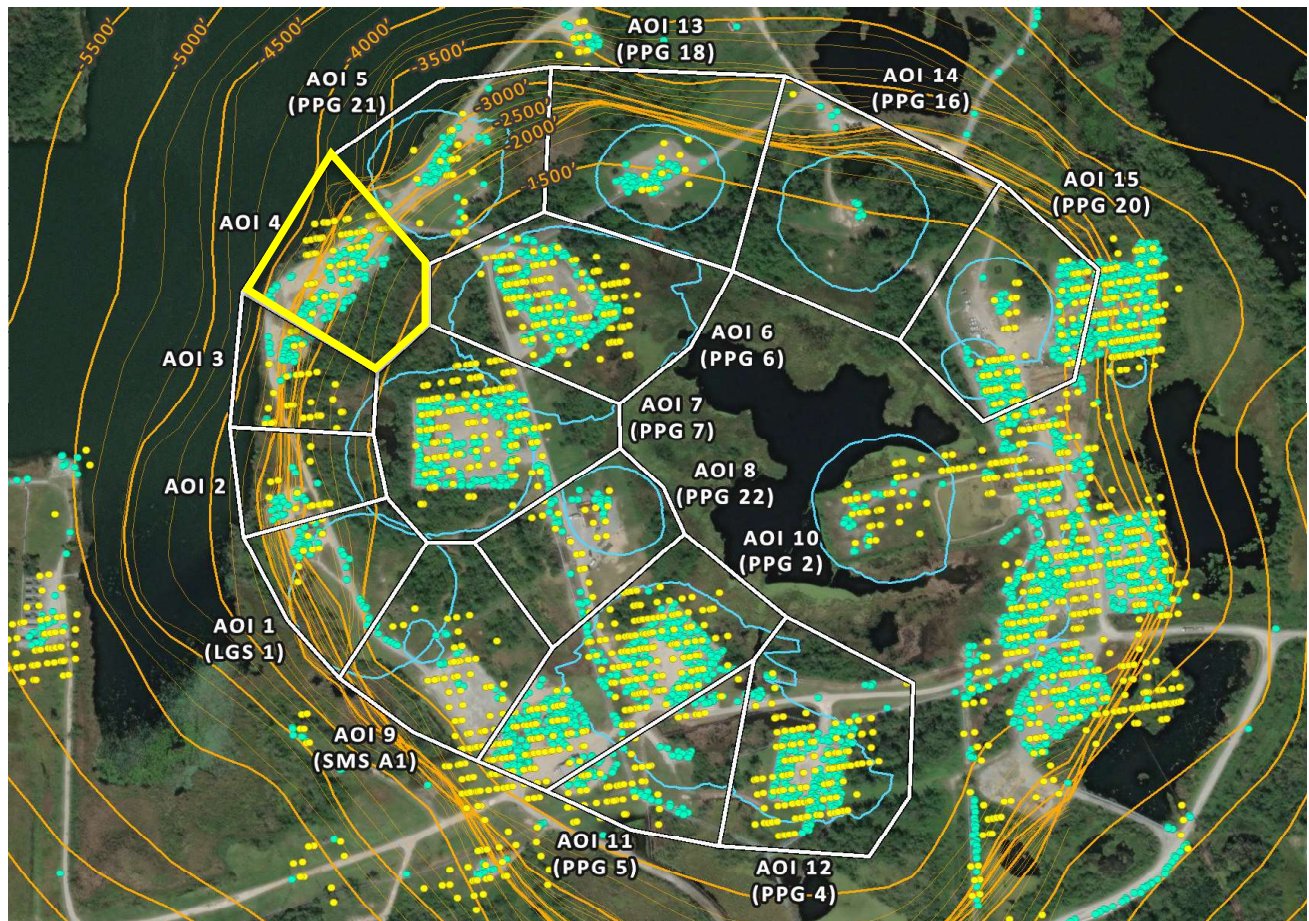 -5500'
-5000'
-4500'
-4000'
-3500'
-3000'
-2500'
-2000'
-1500'
AOI 13
(PPG 18)
AOI 14
(PPG 16)
AOI 5
(PPG 21)
AOI 15
(PPG 20)
AOI 4
AOI 3
AOI 6
(PPG 6)
AOI 7
(PPG 7)
AOI 2
AOI 8
(PPG 22)
AOI 10
(PPG 2)
AOI 1
(LGS 1)
AOI 9
(SMS A1)
AOI 11
(PPG 5)
AOI 12
(PPG 4)